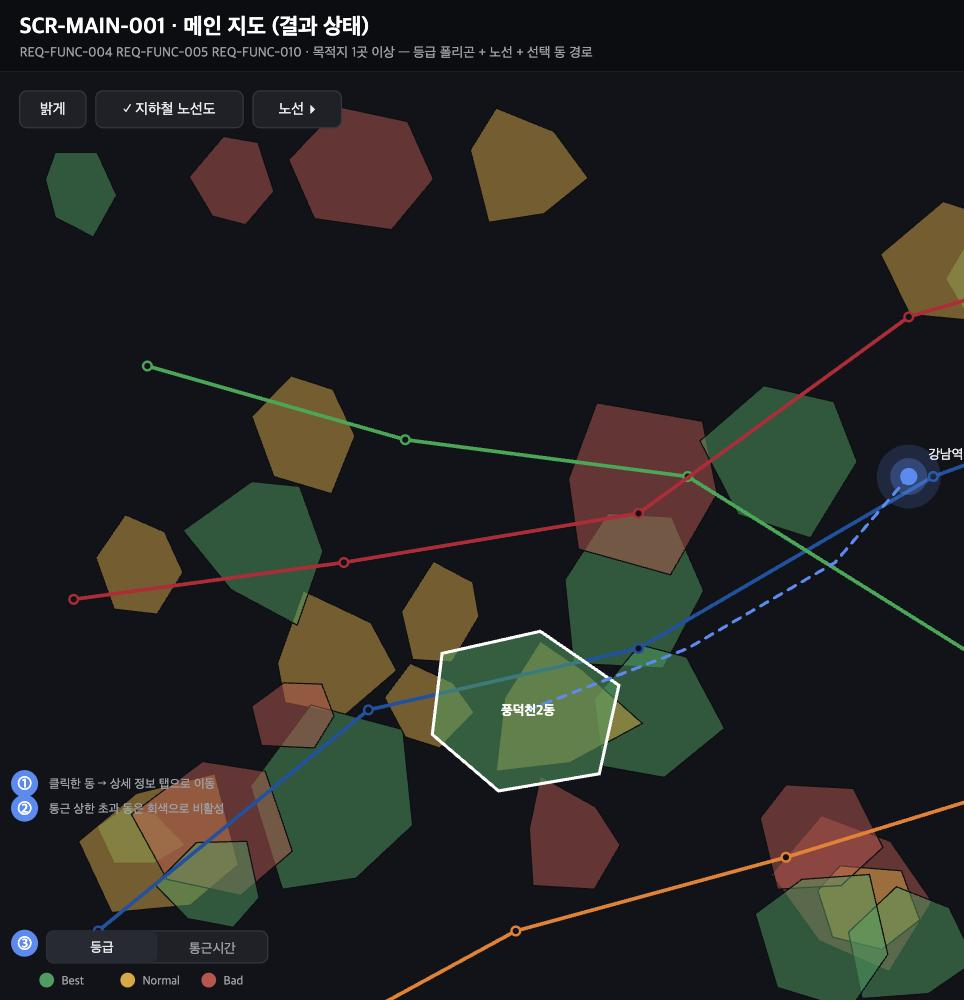 SCR-MAIN-001 · 메인 지도 (결과 상태)
REQ-FUNC-004 REQ-FUNC-005 REQ-FUNC-010 · 목적지 1곳 이상 — 등급 폴리곤 + 노선 + 선택 동 경로
밝게 ✓ 지하철 노선도 노선 ▸
강남역
풍덕천2동
① 클릭한 동 → 상세 정보 탭으로 이동
② 통근 상한 초과 동은 회색으로 비활성
③ 등급 통근시간
Best Normal Bad